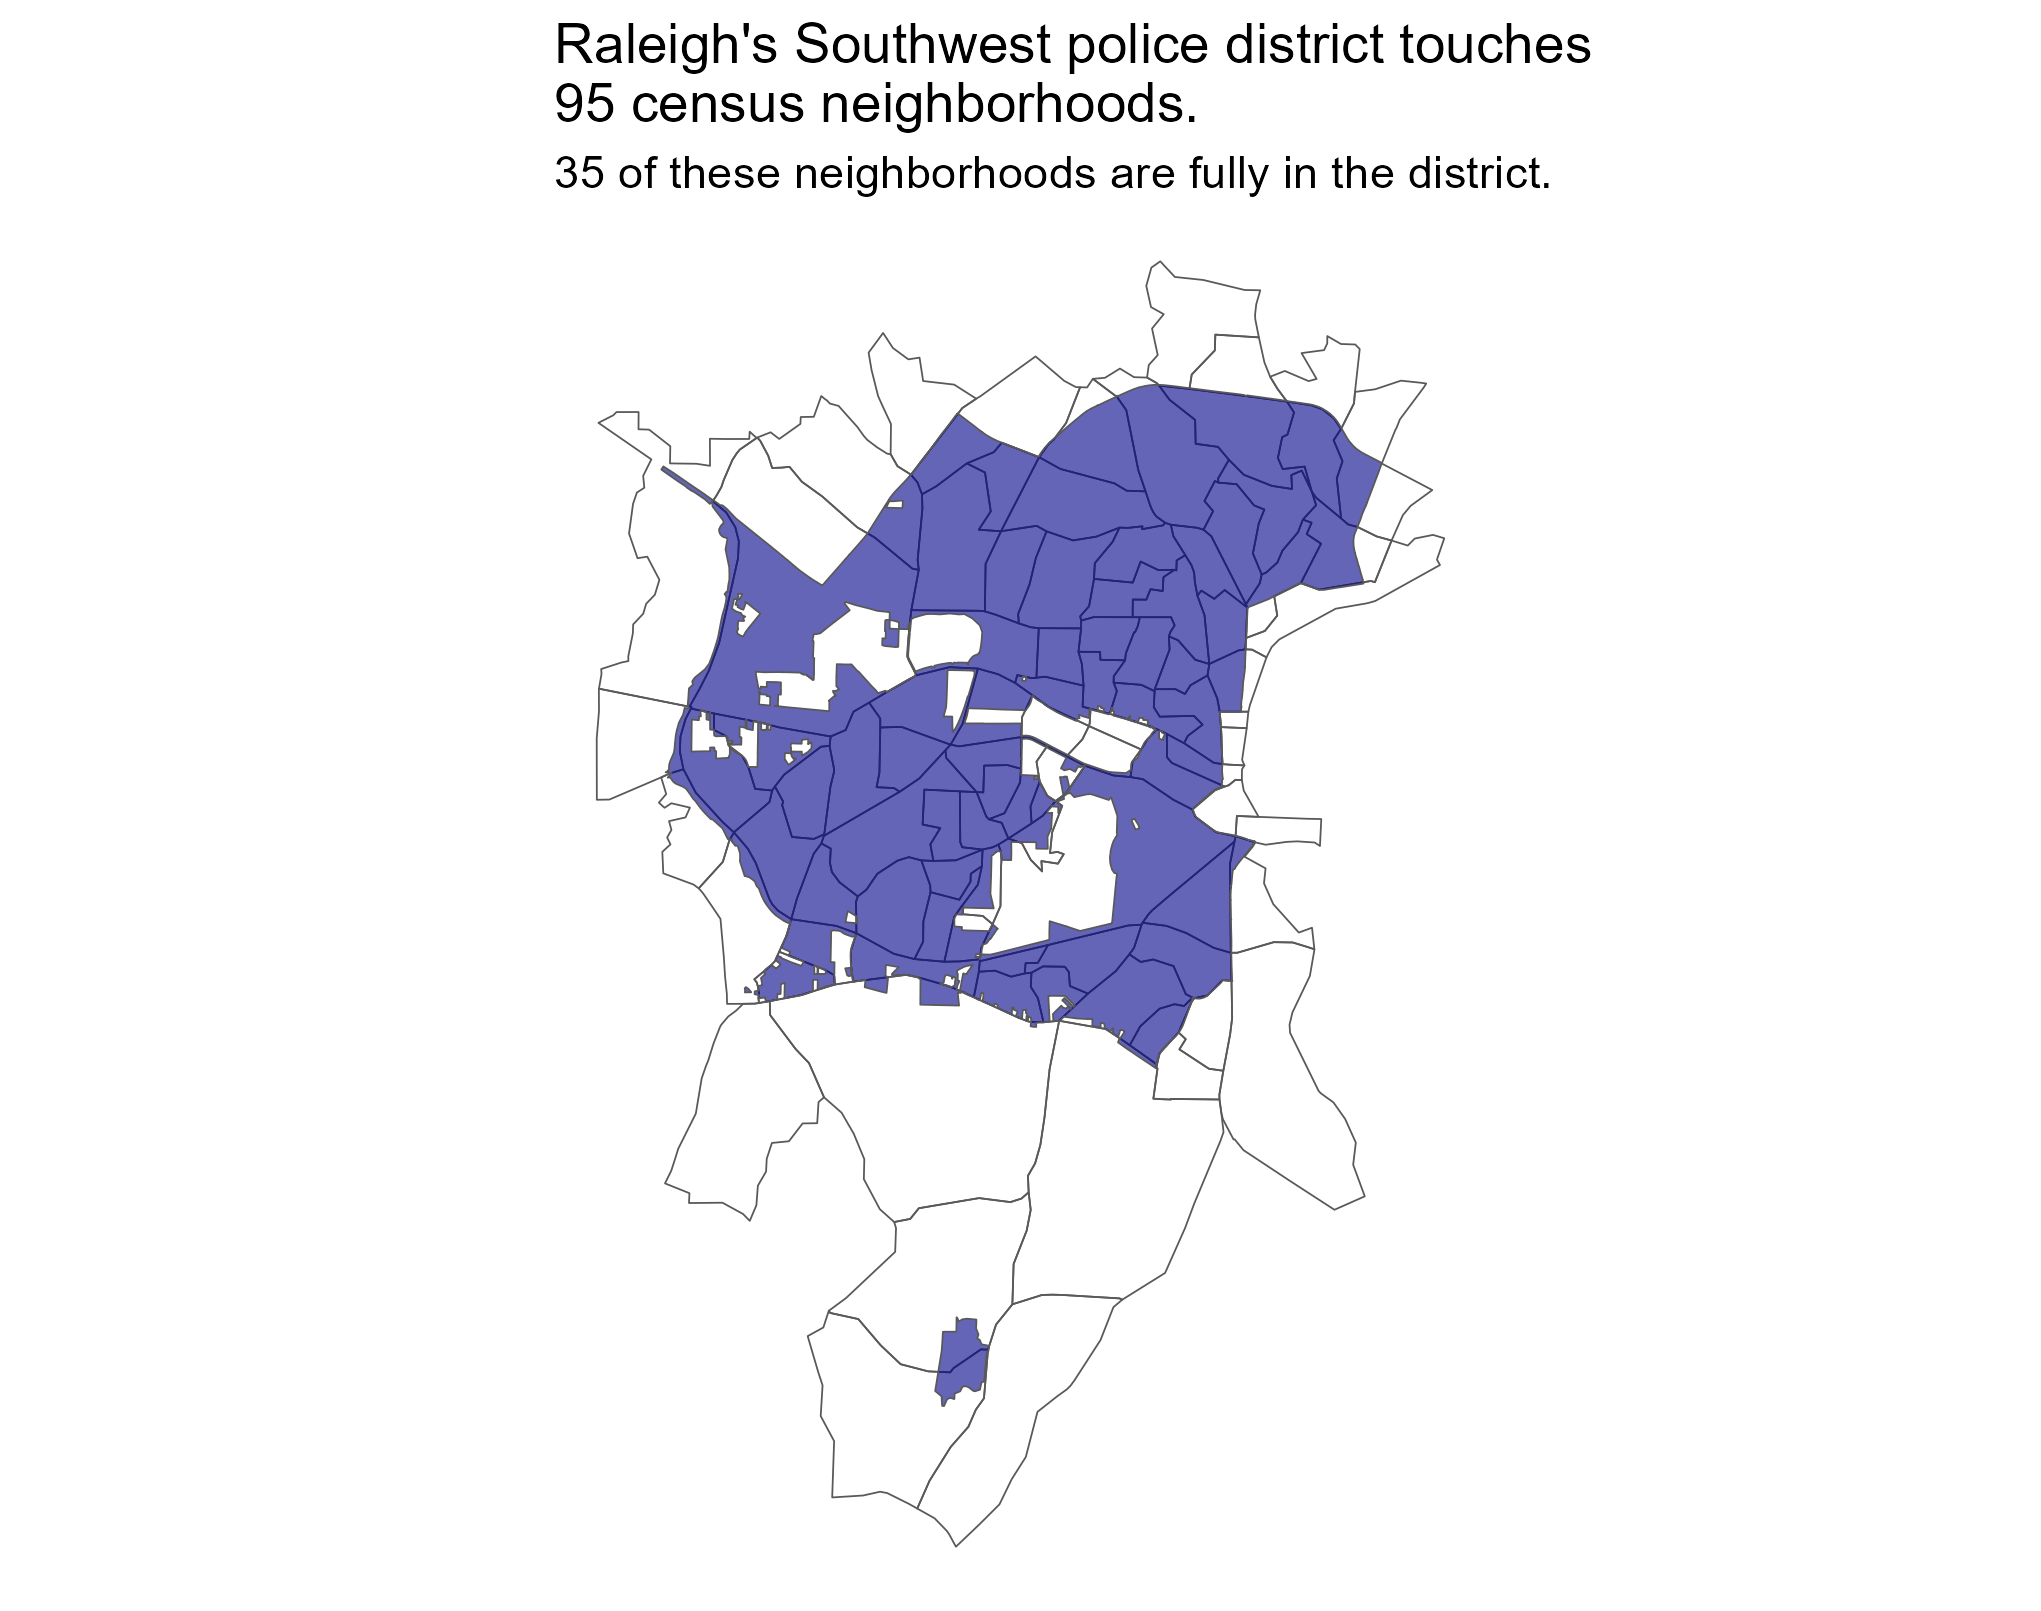 Raleigh's Southwest police district touches
95 census neighborhoods.
35 of these neighborhoods are fully in the district.